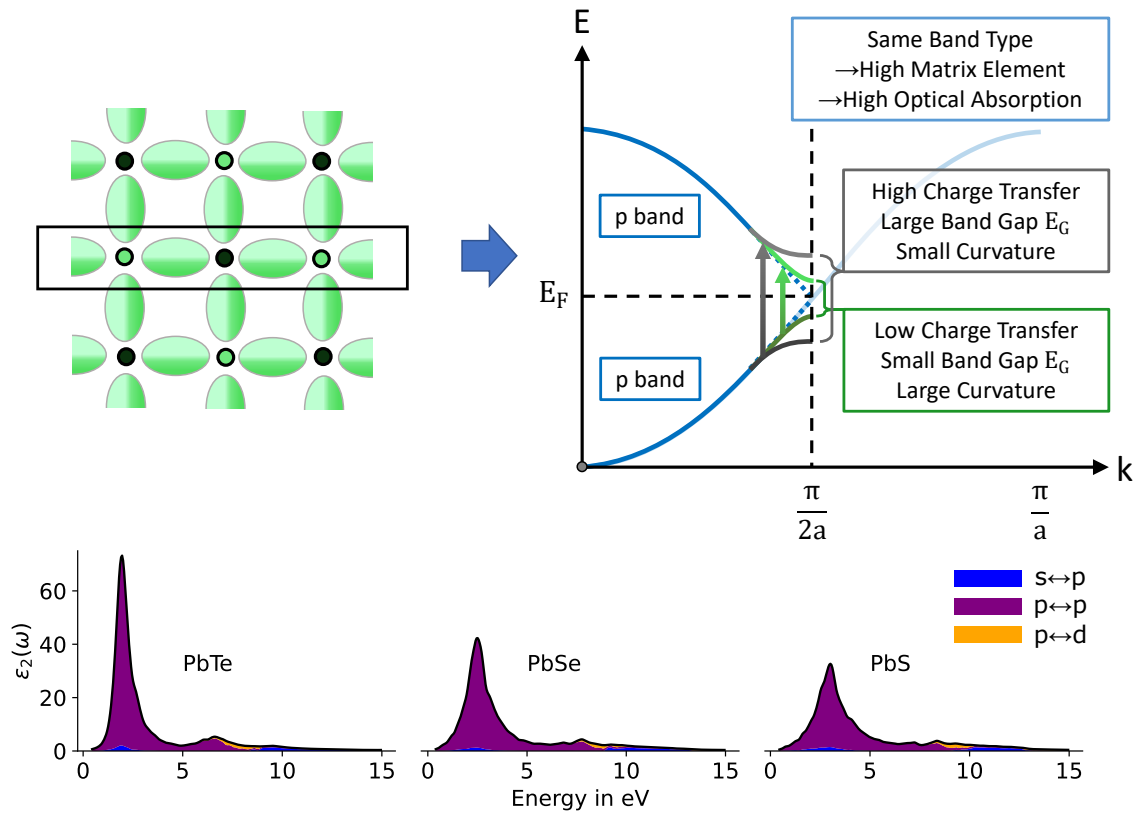 E
Same Band Type
→High Matrix Element
→High Optical Absorption
p band
High Charge Transfer
Large Band Gap E_G
Small Curvature
E_F
p band
Low Charge Transfer
Small Band Gap E_G
Large Curvature
k
π/2a
π/a
s↔p
p↔p
p↔d
ε₂(ω)
60
40
20
0
PbTe
PbSe
PbS
0 5 10 15
0 5 10 15
0 5 10 15
Energy in eV